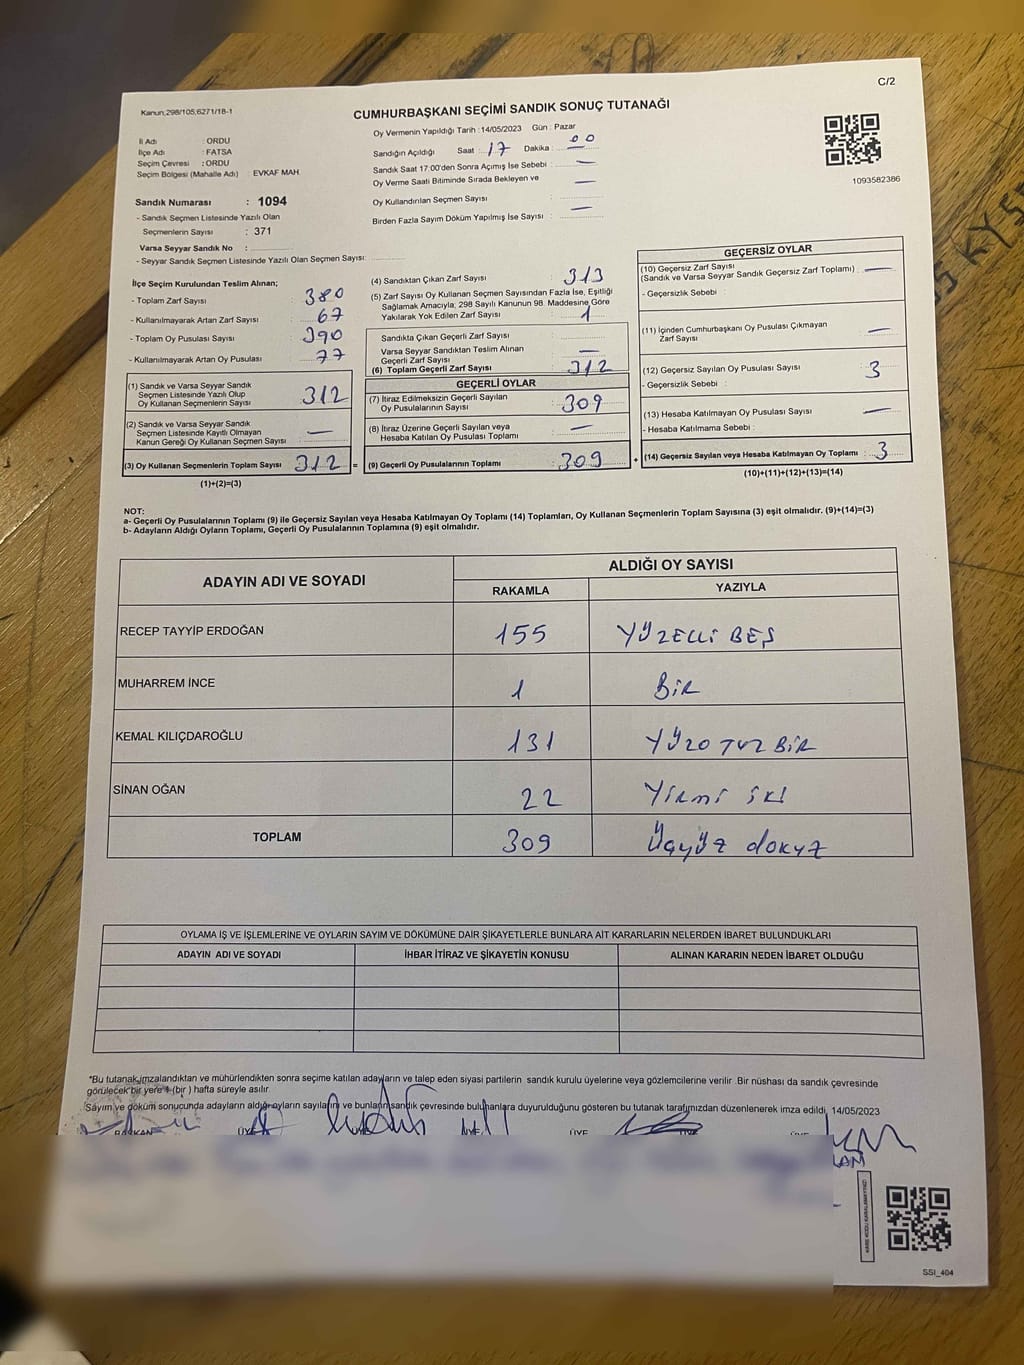 C/2
Kanun;298/105,6271/18-1
CUMHURBAŞKANI SEÇİMİ SANDIK SONUÇ TUTANAĞI
İl Adı : ORDU
İlçe Adı : FATSA
Seçim Çevresi : ORDU
Seçim Bölgesi (Mahalle Adı) EVKAF MAH.
Sandık Numarası : 1094
- Sandık Seçmen Listesinde Yazılı Olan
Seçmenlerin Sayısı : 371
Varsa Seyyar Sandık No :
- Seyyar Sandık Seçmen Listesinde Yazılı Olan Seçmen Sayısı:
Oy Vermenin Yapıldığı Tarih : 14/05/2023 Gün : Pazar
Sandığın Açıldığı Saat : 17 Dakika : 00
Sandık Saat 17:00'den Sonra Açımış İse Sebebi : —
Oy Verme Saati Bitiminde Sırada Bekleyen ve
Oy Kullandırılan Seçmen Sayısı : —
Birden Fazla Sayım Döküm Yapılmış İse Sayısı : —
1093582386
İlçe Seçim Kurulundan Teslim Alınan;
- Toplam Zarf Sayısı : 380
- Kullanılmayarak Artan Zarf Sayısı : 67
- Toplam Oy Pusulası Sayısı : 390
- Kullanılmayarak Artan Oy Pusulası : 77
(1) Sandık ve Varsa Seyyar Sandık
Seçmen Listesinde Yazılı Olup
Oy Kullanan Seçmenlerin Sayısı : 312
(2) Sandık ve Varsa Seyyar Sandık
Seçmen Listesinde Kayıtlı Olmayan
Kanun Gereği Oy Kullanan Seçmen Sayısı : —
(3) Oy Kullanan Seçmenlerin Toplam Sayısı 312 =
(1)+(2)=(3)
(4) Sandıktan Çıkan Zarf Sayısı : 313
(5) Zarf Sayısı Oy Kullanan Seçmen Sayısından Fazla İse, Eşitliği
Sağlamak Amacıyla; 298 Sayılı Kanunun 98. Maddesine Göre
Yakılarak Yok Edilen Zarf Sayısı : 1
Sandıkta Çıkan Geçerli Zarf Sayısı :
Varsa Seyyar Sandıktan Teslim Alınan
Geçerli Zarf Sayısı : —
(6) Toplam Geçerli Zarf Sayısı : 312
GEÇERLİ OYLAR
(7) İtiraz Edilmeksizin Geçerli Sayılan
Oy Pusulalarının Sayısı : 309
(8) İtiraz Üzerine Geçerli Sayılan veya
Hesaba Katılan Oy Pusulası Toplamı : —
(9) Geçerli Oy Pusulalarının Toplamı : 309 +
GEÇERSİZ OYLAR
(10) Geçersiz Zarf Sayısı
(Sandık ve Varsa Seyyar Sandık Geçersiz Zarf Toplamı) : —
- Geçersizlik Sebebi :
(11) İçinden Cumhurbaşkanı Oy Pusulası Çıkmayan
Zarf Sayısı : —
(12) Geçersiz Sayılan Oy Pusulası Sayısı : 3
- Geçersizlik Sebebi :
(13) Hesaba Katılmayan Oy Pusulası Sayısı : —
- Hesaba Katılmama Sebebi :
(14) Geçersiz Sayılan veya Hesaba Katılmayan Oy Toplamı : 3
(10)+(11)+(12)+(13)=(14)
NOT:
a- Geçerli Oy Pusulalarının Toplamı (9) ile Geçersiz Sayılan veya Hesaba Katılmayan Oy Toplamı (14) Toplamları, Oy Kullanan Seçmenlerin Toplam Sayısına (3) eşit olmalıdır. (9)+(14)=(3)
b- Adayların Aldığı Oyların Toplamı, Geçerli Oy Pusulalarının Toplamına (9) eşit olmalıdır.
ADAYIN ADI VE SOYADI ALDIĞI OY SAYISI
RAKAMLA YAZIYLA
RECEP TAYYİP ERDOĞAN 155 YÜZELLİ BEŞ
MUHARREM İNCE 1 BİR
KEMAL KILIÇDAROĞLU 131 YÜZOTUZ BİR
SİNAN OĞAN 22 YİRMİ İKİ
TOPLAM 309 Üçyüz dokuz
OYLAMA İŞ VE İŞLEMLERİNE VE OYLARIN SAYIM VE DÖKÜMÜNE DAİR ŞİKAYETLERLE BUNLARA AİT KARARLARIN NELERDEN İBARET BULUNDUKLARI
ADAYIN ADI VE SOYADI İHBAR İTİRAZ VE ŞİKAYETİN KONUSU ALINAN KARARIN NEDEN İBARET OLDUĞU
*Bu tutanak imzalandıktan ve mühürlendikten sonra seçime katılan adayların ve talep eden siyasi partilerin sandık kurulu üyelerine veya gözlemcilerine verilir .Bir nüshası da sandık çevresinde
görülecek bir yere 1 (bir ) hafta süreyle asılır.
Sayım ve döküm sonucunda adayların aldığı oyların sayılarını ve bunların sandık çevresinde bulunanlara duyurulduğunu gösteren bu tutanak tarafımızdan düzenlenerek imza edildi. 14/05/2023
BAŞKAN ÜYE ÜYE ÜYE
SSI_404